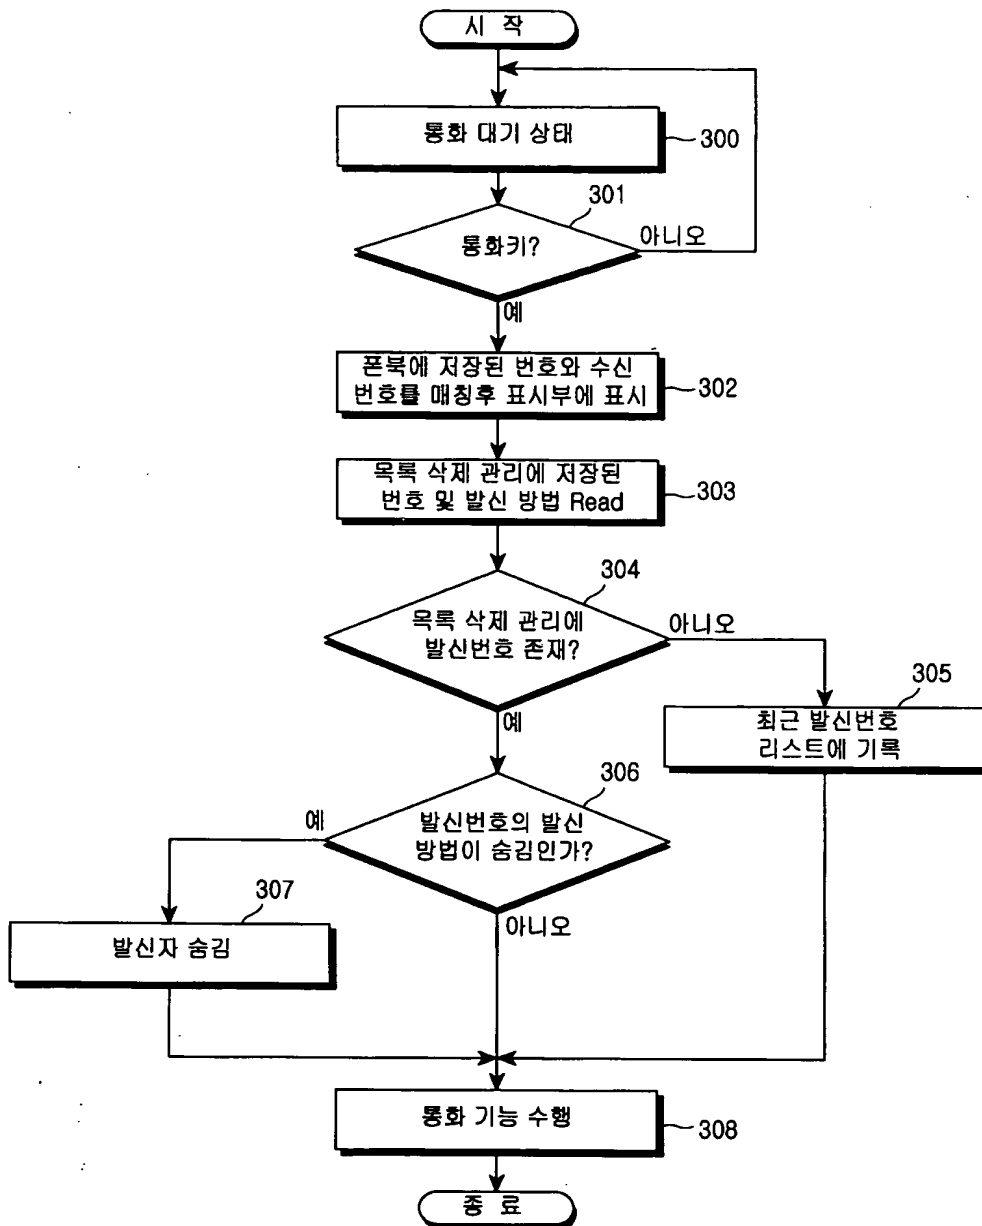 시 작
통화 대기 상태
300
301
통화키?
아니오
예
폰북에 저장된 번호와 수신
번호를 매칭후 표시부에 표시
302
목록 삭제 관리에 저장된
번호 및 발신 방법 Read
303
304
목록 삭제 관리에
발신번호 존재?
아니오
예
305
최근 발신번호
리스트에 기록
306
발신번호의 발신
방법이 숨김인가?
예
아니오
307
발신자 숨김
통화 기능 수행
308
종 료